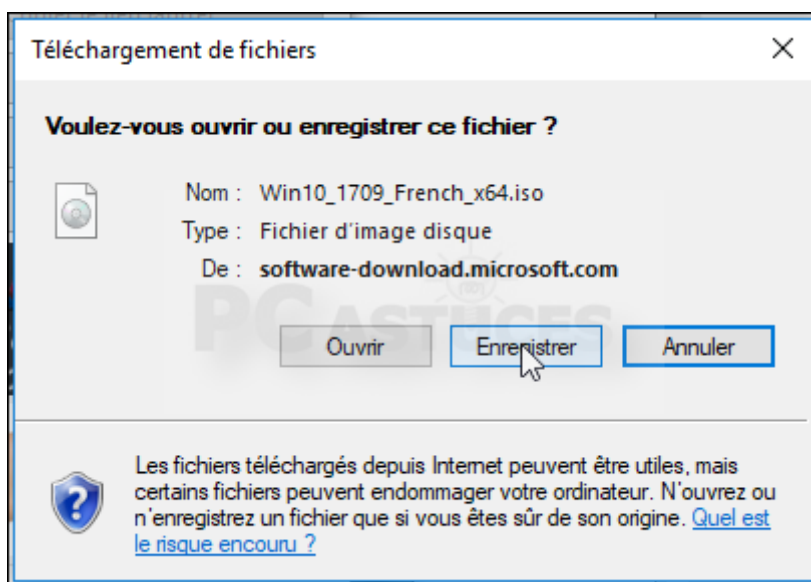 Téléchargement de fichiers
Voulez-vous ouvrir ou enregistrer ce fichier ?
Nom : Win10_1709_French_x64.iso
Type : Fichier d'image disque
De : software-download.microsoft.com
PC ASTUCES
Ouvrir Enregistrer Annuler
Les fichiers téléchargés depuis Internet peuvent être utiles, mais
certains fichiers peuvent endommager votre ordinateur. N'ouvrez ou
n'enregistrez un fichier que si vous êtes sûr de son origine. Quel est
le risque encouru ?